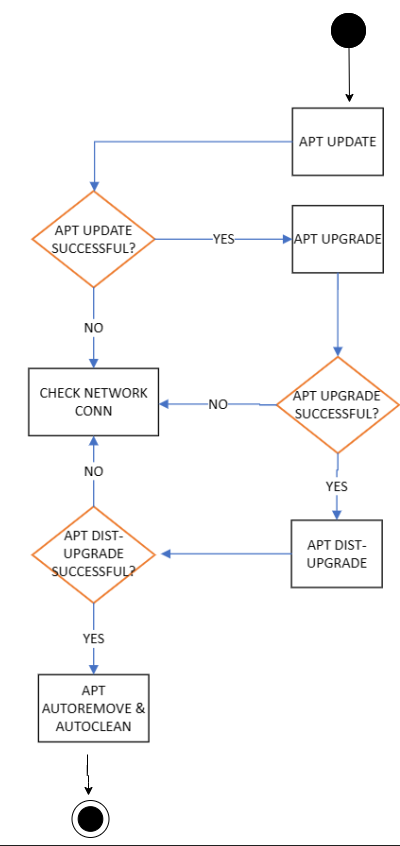 APT UPDATE
APT UPDATE
SUCCESSFUL?
YES
APT UPGRADE
NO
CHECK NETWORK
CONN
NO
APT UPGRADE
SUCCESSFUL?
NO
YES
APT DIST-
UPGRADE
SUCCESSFUL?
APT DIST-
UPGRADE
YES
APT
AUTOREMOVE &
AUTOCLEAN